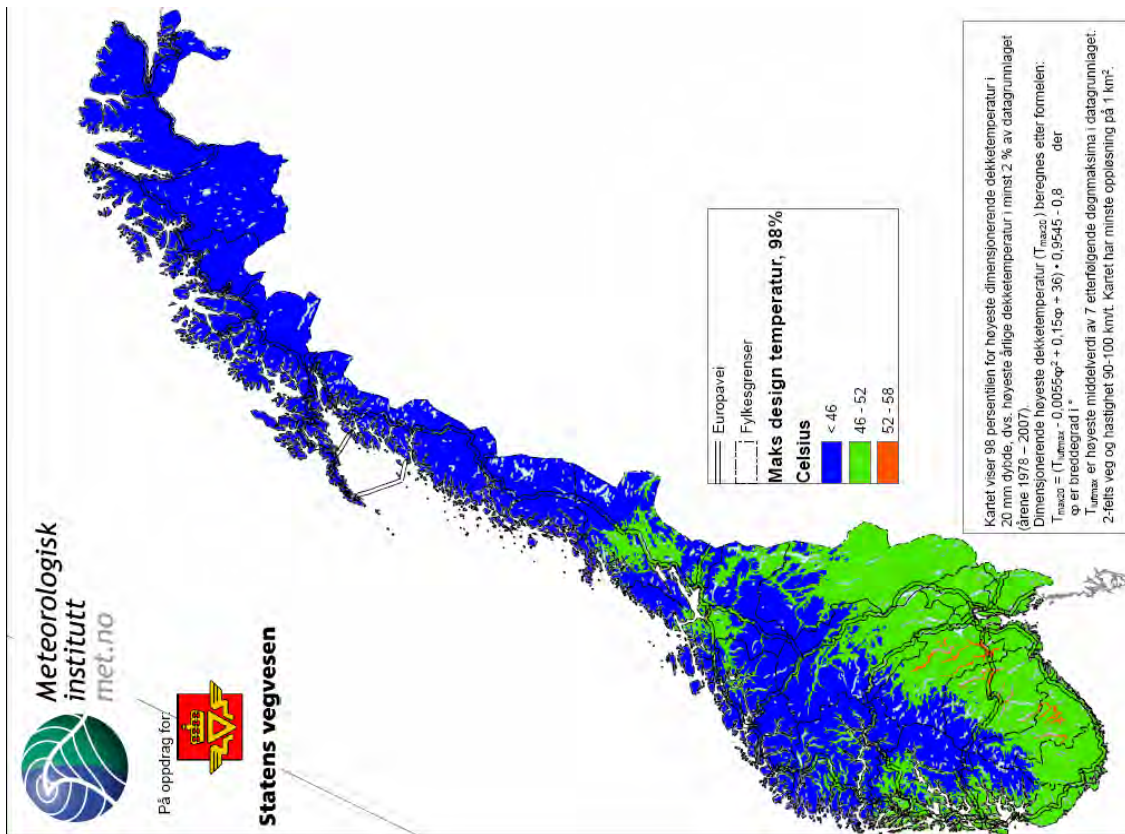 Meteorologisk
institutt
met.no
På oppdrag for:
Statens vegvesen
Europavei
Fylkesgrenser
Maks design temperatur, 98%
Celsius
< 46
46 - 52
52 - 58
Kartet viser 98 persentilen for høyeste dimensjonerende dekketemperatur i
20 mm dybde, dvs. høyeste årlige dekketemperatur i minst 2 % av datagrunnlaget
(årene 1978 – 2007).
Dimensjonerende høyeste dekketemperatur (Tmax20) beregnes etter formelen:
Tmax20 = (Tluftmax - 0,0055φ² + 0,15φ + 36) • 0,9545 - 0,8 der
φ er breddegrad i °
Tluftmax er høyeste middelverdi av 7 etterfølgende døgnmaksima i datagrunnlaget.
2-felts veg og hastighet 90-100 km/t. Kartet har minste oppløsning på 1 km².